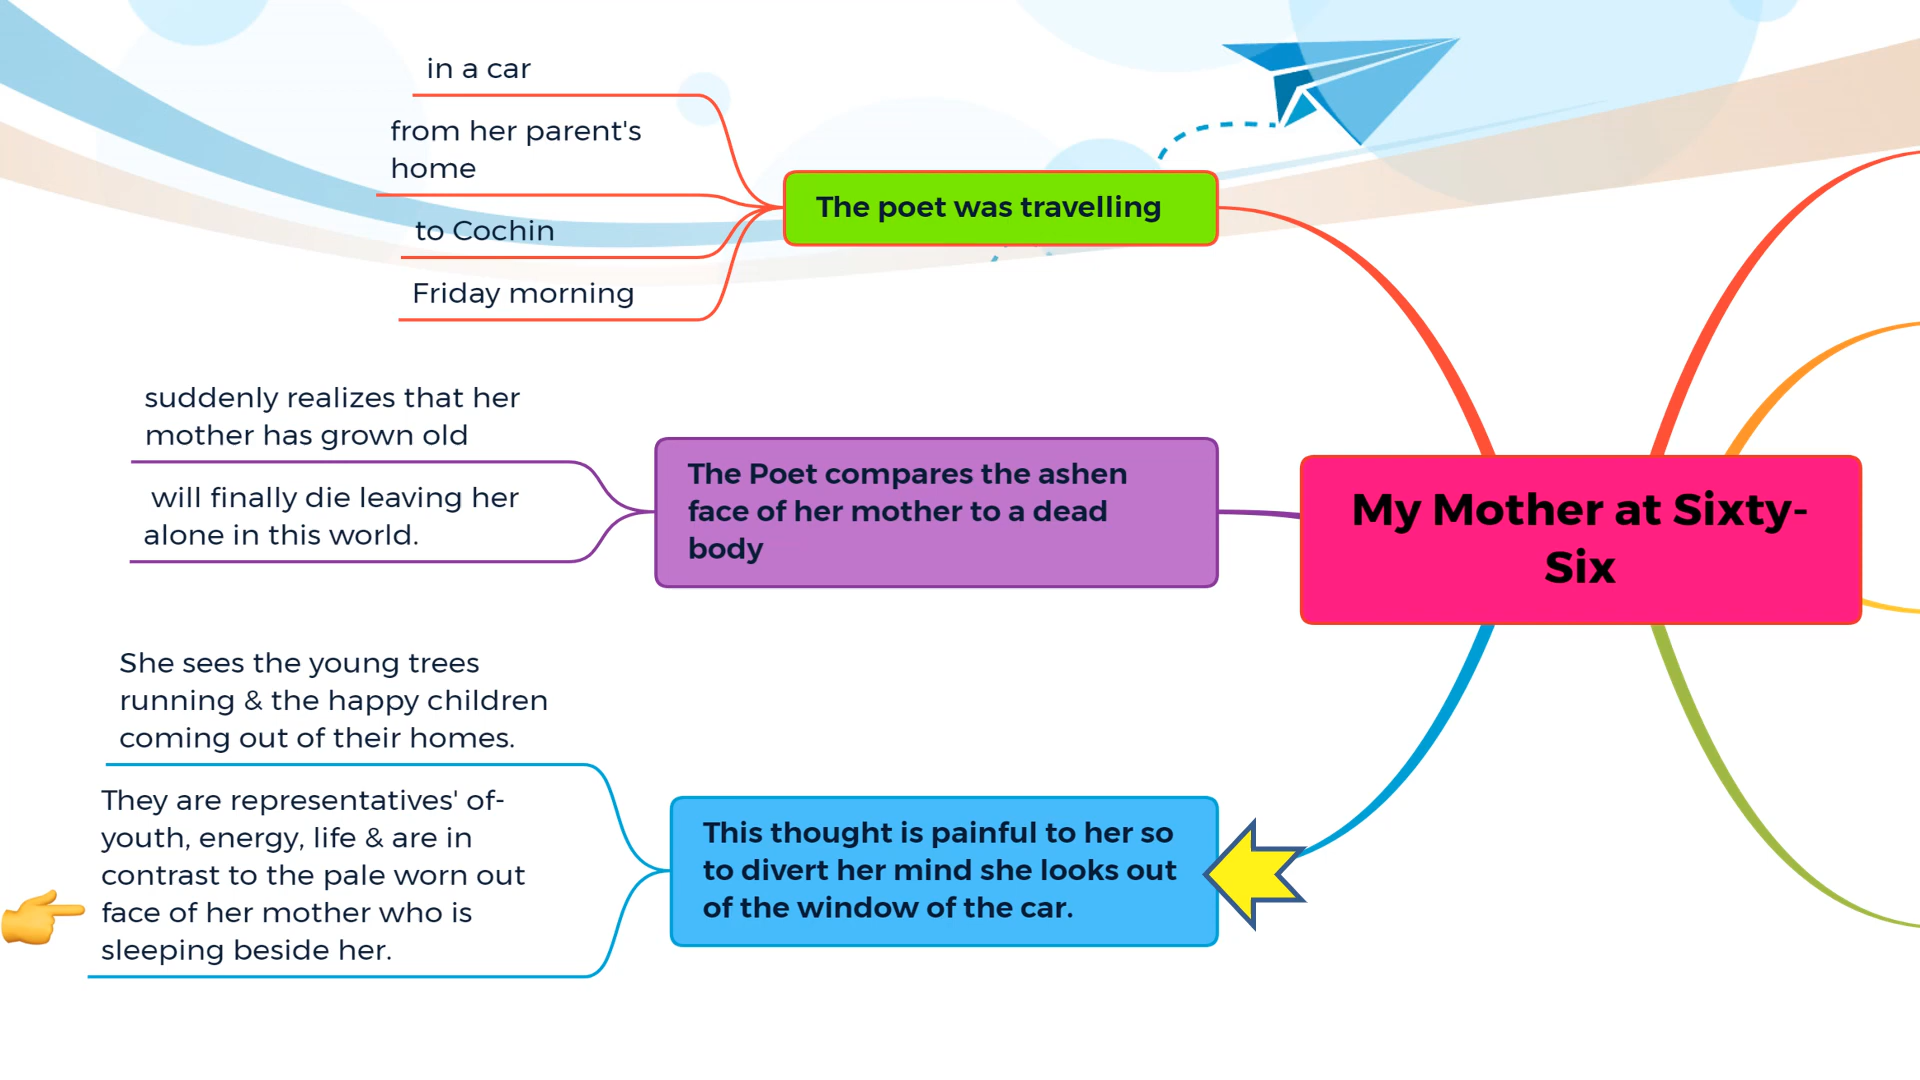 in a car
from her parent's
home
to Cochin
Friday morning
The poet was travelling
suddenly realizes that her
mother has grown old
will finally die leaving her
alone in this world.
The Poet compares the ashen
face of her mother to a dead
body
My Mother at Sixty-
Six
She sees the young trees
running & the happy children
coming out of their homes.
They are representatives' of-
youth, energy, life & are in
contrast to the pale worn out
face of her mother who is
sleeping beside her.
This thought is painful to her so
to divert her mind she looks out
of the window of the car.